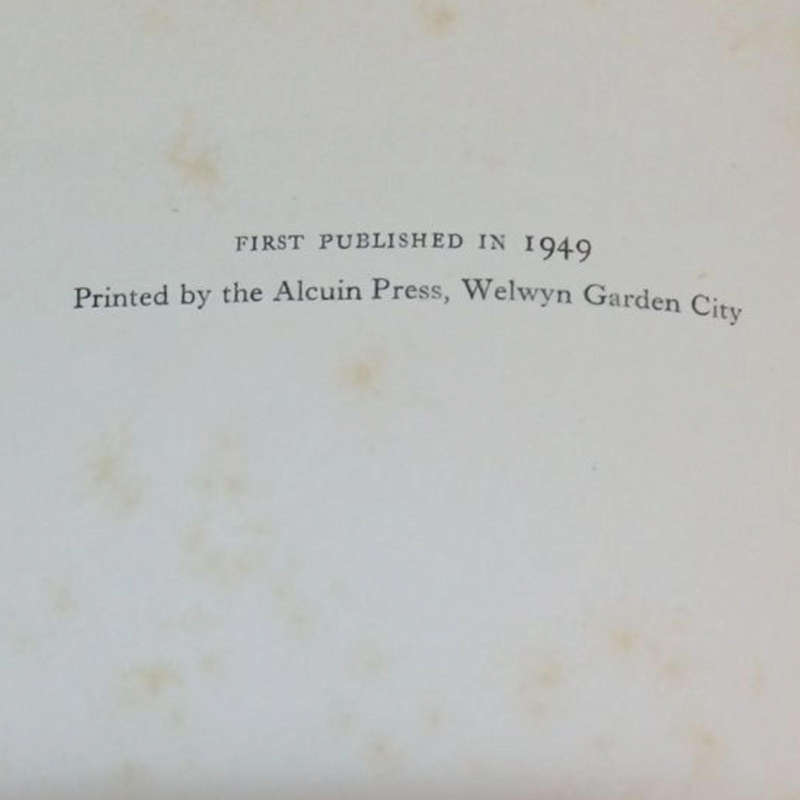 FIRST PUBLISHED IN 1949
Printed by the Alcuin Press, Welwyn Garden City